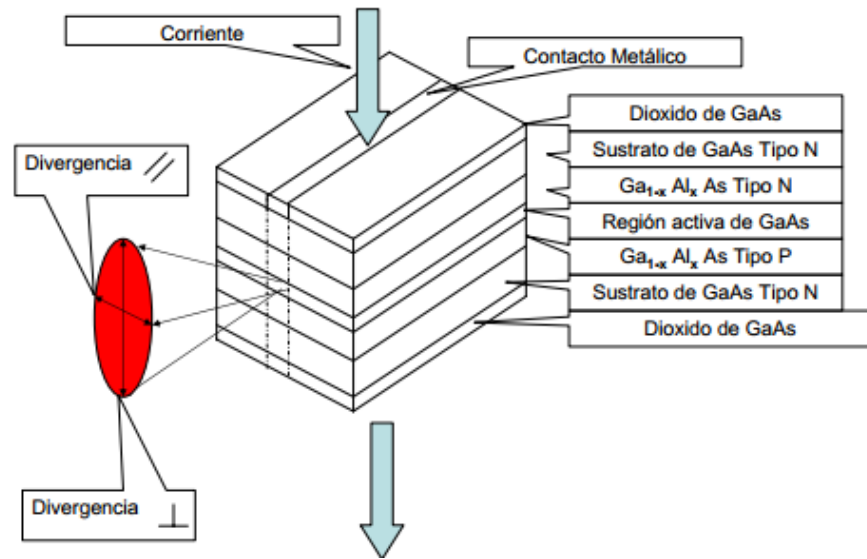 Corriente
Contacto Metálico
Dioxido de GaAs
Divergencia //
Sustrato de GaAs Tipo N
Ga1-x Alx As Tipo N
Región activa de GaAs
Ga1-x Alx As Tipo P
Sustrato de GaAs Tipo N
Dioxido de GaAs
Divergencia ⊥